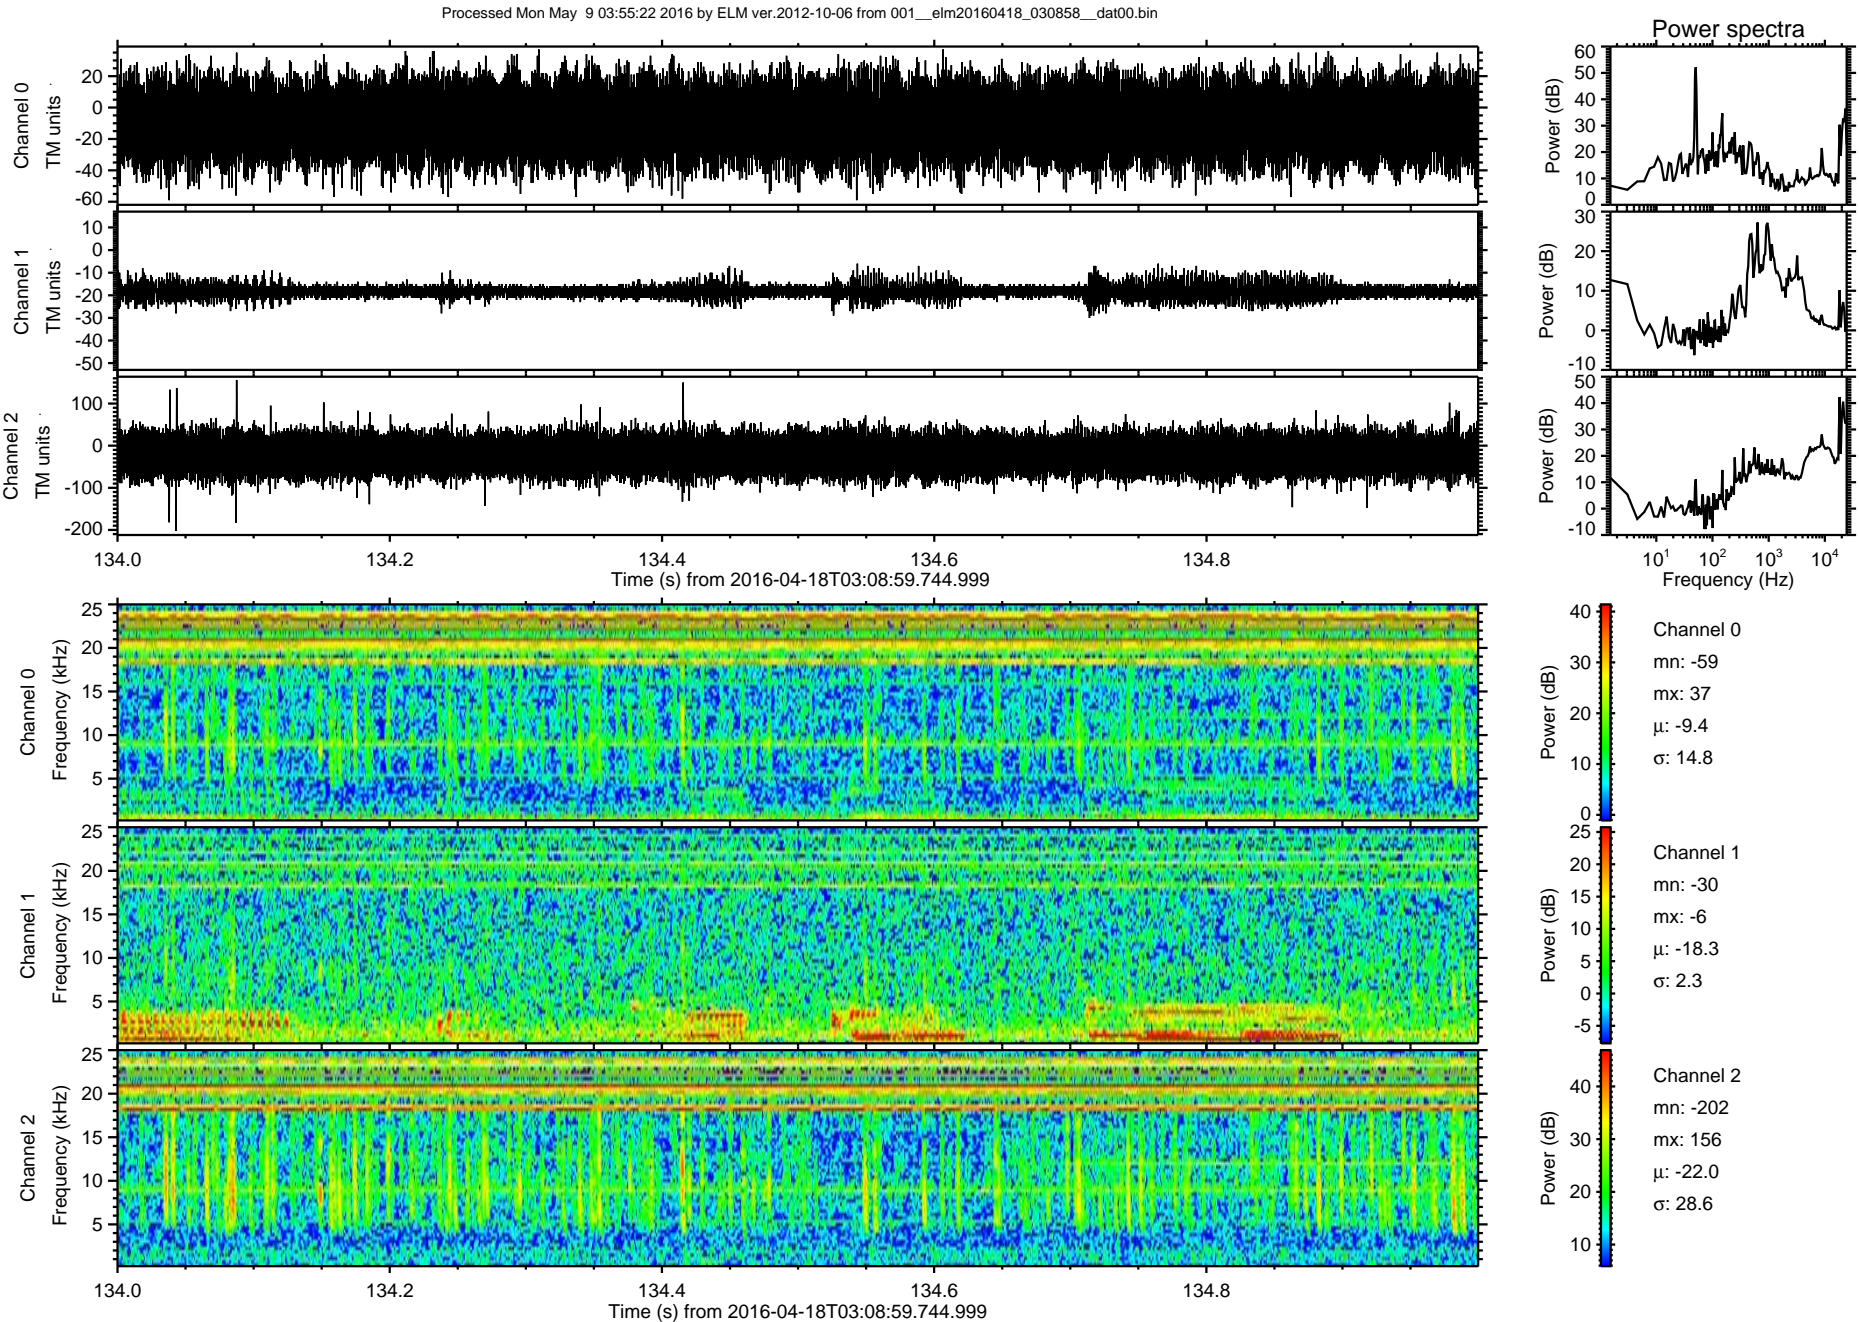 Processed Mon May  9 03:55:22 2016 by ELM ver.2012-10-06 from 001__elm20160418_030858__dat00.bin
Power spectra
Channel 0
TM units
20
0
-20
-40
-60
Power (dB)
60
50
40
30
20
10
0
Channel 1
TM units
10
0
-10
-20
-30
-40
-50
Power (dB)
30
20
10
0
-10
Channel 2
TM units
100
0
-100
-200
Power (dB)
50
40
30
20
10
0
-10
134.0 134.2 134.4 134.6 134.8
Time (s) from 2016-04-18T03:08:59.744.999
10^1 10^2 10^3 10^4
Frequency (Hz)
Channel 0
Frequency (kHz)
25
20
15
10
5
Power (dB)
40
30
20
10
0
Channel 0
mn: -59
mx: 37
μ: -9.4
σ: 14.8
Channel 1
Frequency (kHz)
25
20
15
10
5
Power (dB)
25
20
15
10
5
0
-5
Channel 1
mn: -30
mx: -6
μ: -18.3
σ: 2.3
Channel 2
Frequency (kHz)
25
20
15
10
5
Power (dB)
40
30
20
10
Channel 2
mn: -202
mx: 156
μ: -22.0
σ: 28.6
134.0 134.2 134.4 134.6 134.8
Time (s) from 2016-04-18T03:08:59.744.999